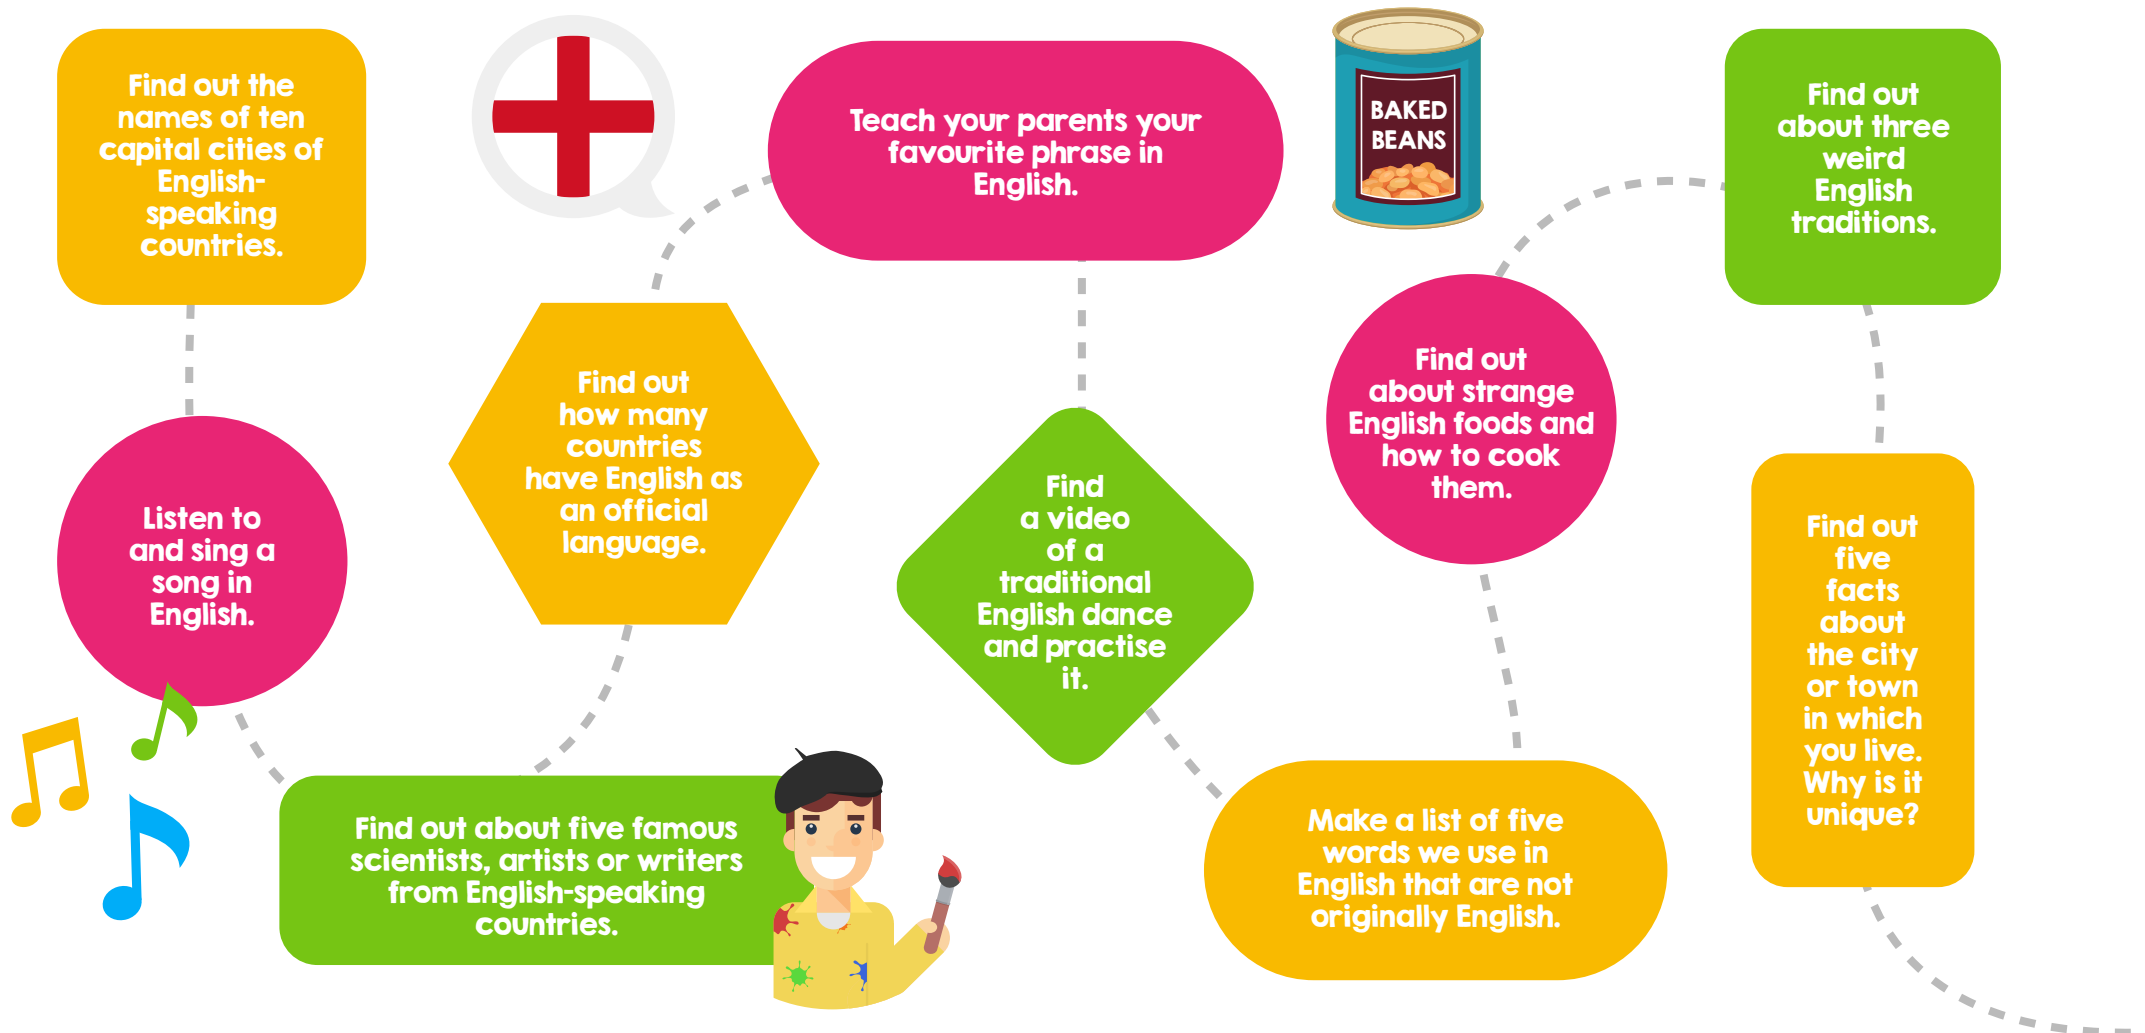 Find out the
names of ten
capital cities of
English-
speaking
countries.
Listen to
and sing a
song in
English.
Find out about five famous
scientists, artists or writers
from English-speaking
countries.
Find out
how many
countries
have English as
an official
language.
Teach your parents your
favourite phrase in
English.
Find
a video
of a
traditional
English dance
and practise
it.
Make a list of five
words we use in
English that are not
originally English.
Find out
about strange
English foods and
how to cook
them.
BAKED
BEANS
Find out
about three
weird
English
traditions.
Find out
five
facts
about
the city
or town
in which
you live.
Why is it
unique?